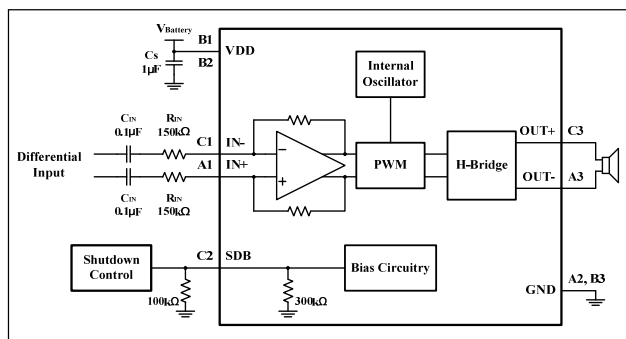 VBattery
B1
VDD
B2
Cs
1μF
Internal
Oscillator
CIN
0.1μF
RIN
150kΩ
C1
IN-
OUT+
C3
Differential
Input
A1
IN+
PWM
H-Bridge
OUT-
A3
CIN
0.1μF
RIN
150kΩ
Shutdown
Control
C2
SDB
Bias Circuitry
100kΩ
300kΩ
GND
A2, B3